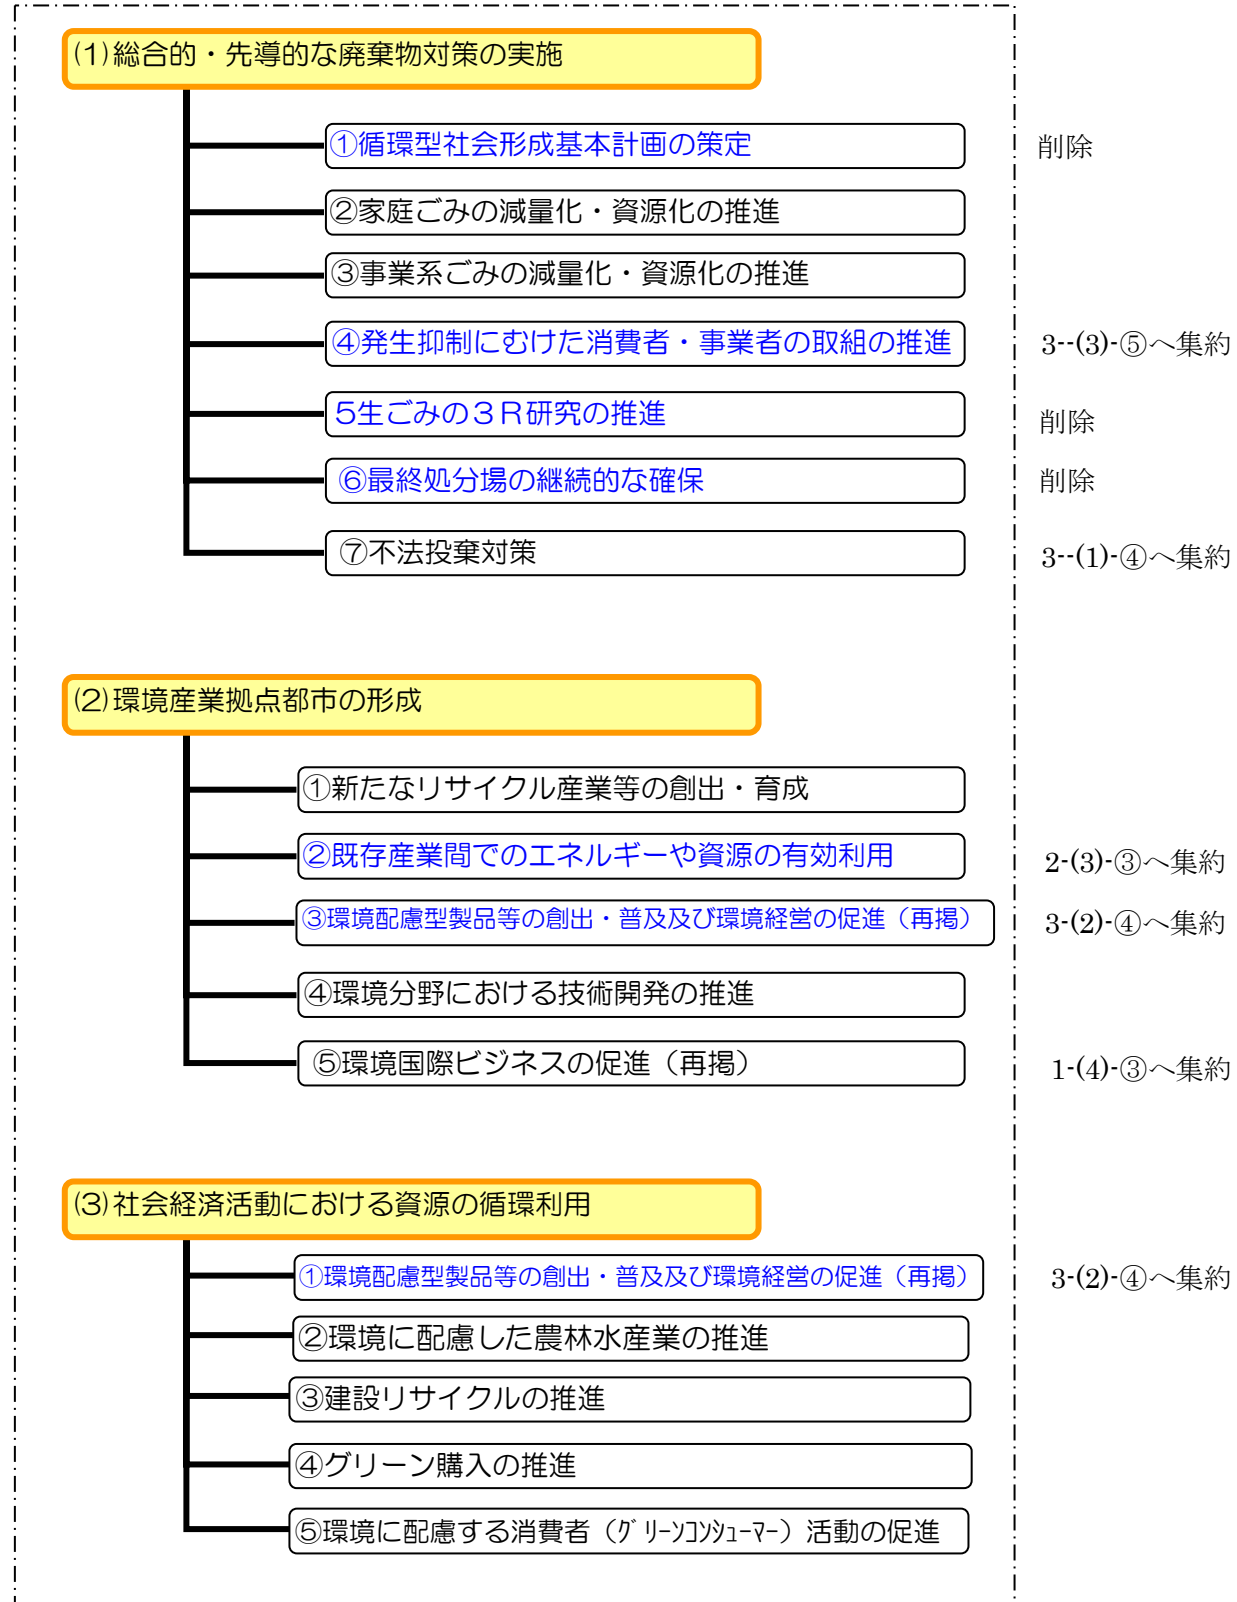 (1)総合的・先導的な廃棄物対策の実施
①循環型社会形成基本計画の策定
削除
②家庭ごみの減量化・資源化の推進
③事業系ごみの減量化・資源化の推進
④発生抑制にむけた消費者・事業者の取組の推進
3--(3)-⑤へ集約
5生ごみの3R研究の推進
削除
⑥最終処分場の継続的な確保
削除
⑦不法投棄対策
3--(1)-④へ集約
(2)環境産業拠点都市の形成
①新たなリサイクル産業等の創出・育成
②既存産業間でのエネルギーや資源の有効利用
2-(3)-③へ集約
③環境配慮型製品等の創出・普及及び環境経営の促進（再掲）
3-(2)-④へ集約
④環境分野における技術開発の推進
⑤環境国際ビジネスの促進（再掲）
1-(4)-③へ集約
(3)社会経済活動における資源の循環利用
①環境配慮型製品等の創出・普及及び環境経営の促進（再掲）
3-(2)-④へ集約
②環境に配慮した農林水産業の推進
③建設リサイクルの推進
④グリーン購入の推進
⑤環境に配慮する消費者（ｸﾞﾘｰﾝｺﾝｼｭｰﾏｰ）活動の促進